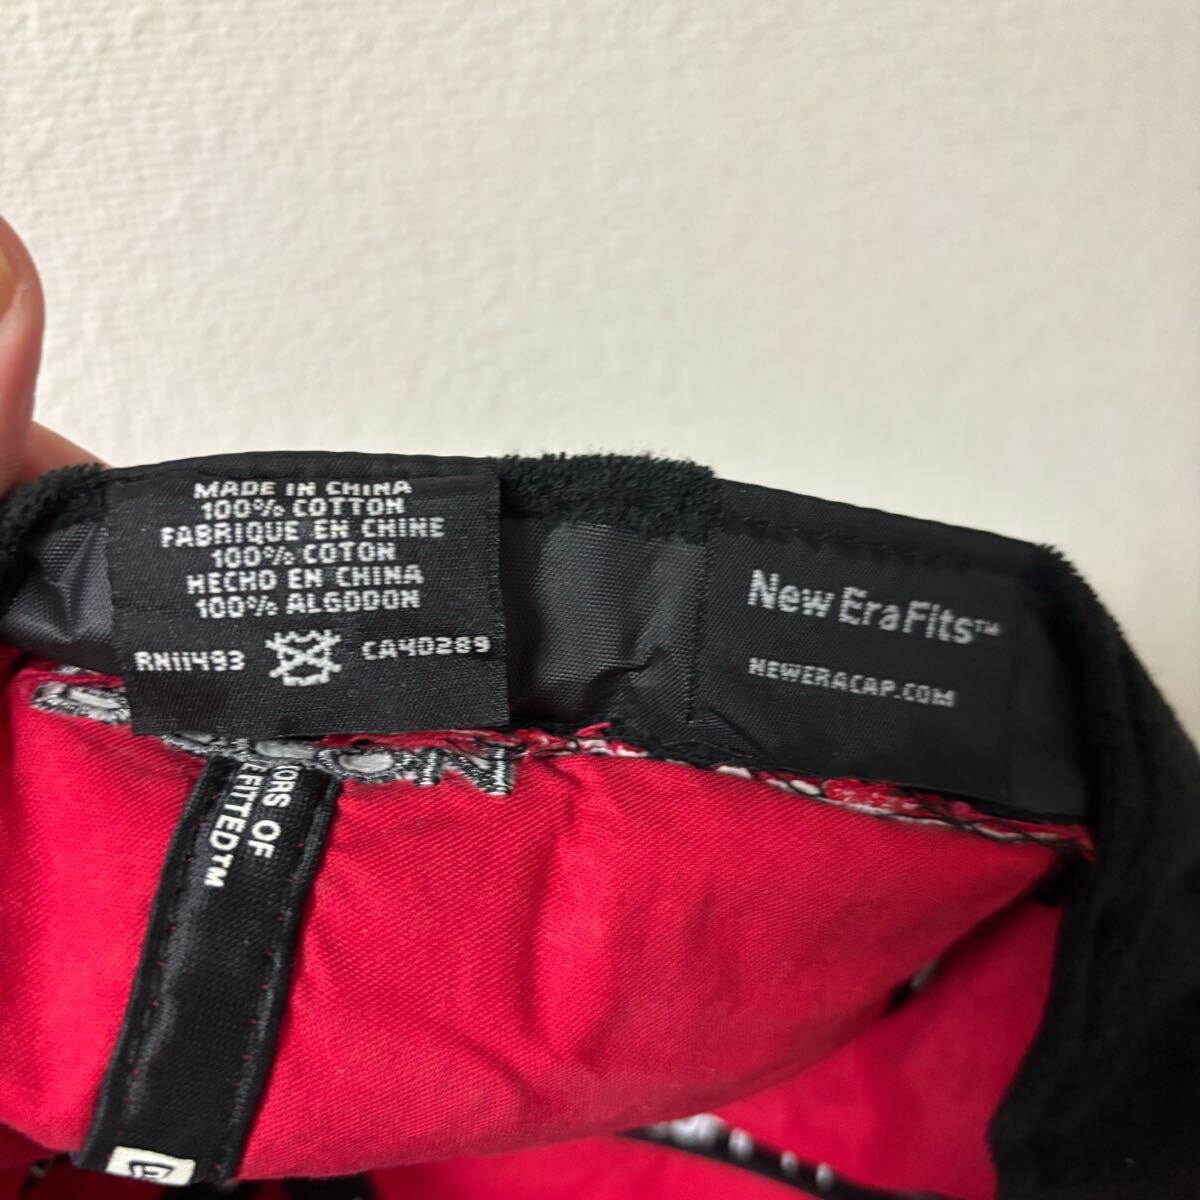 MADE IN CHINA
100% COTTON
FABRIQUE EN CHINE
100% COTON
HECHO EN CHINA
100% ALGODON
RN11493 CA40289
New Era Fits™
NEWERACAP.COM
ORS OF
FITTED™